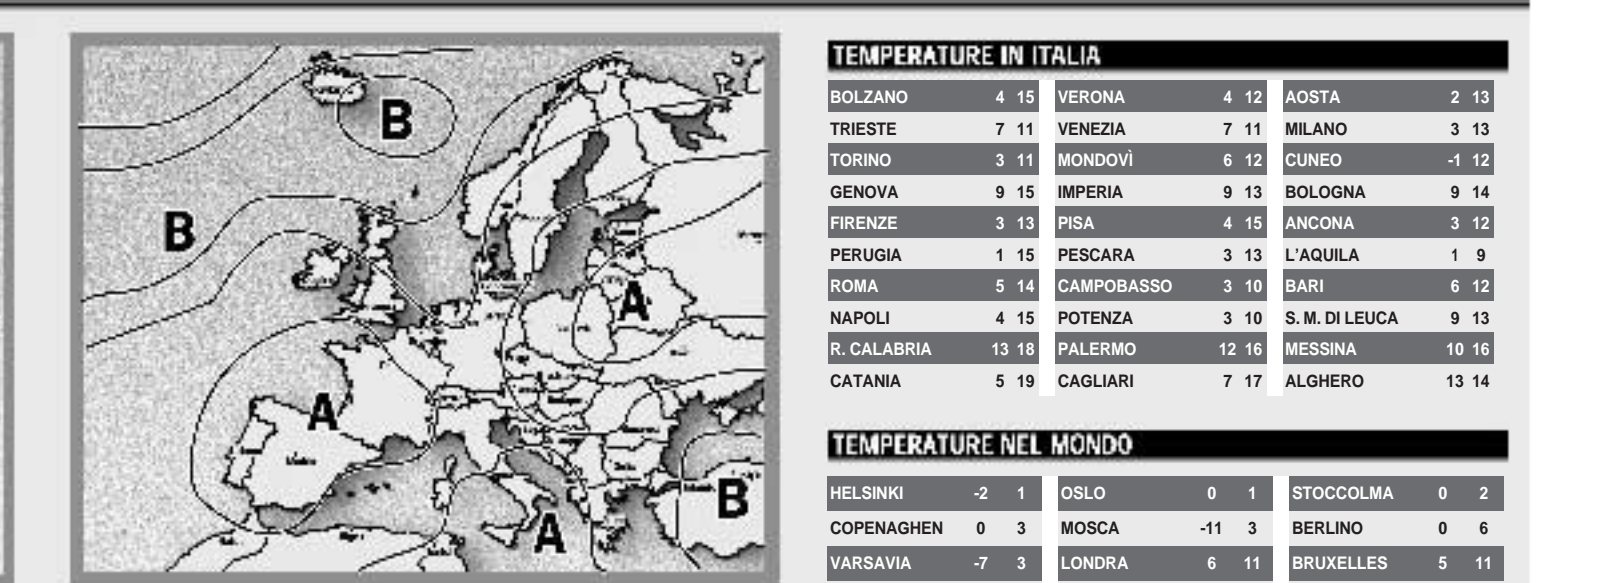 B
B
A
A
A
B
TEMPERATURE IN ITALIA
BOLZANO 4 15 VERONA 4 12 AOSTA 2 13
TRIESTE 7 11 VENEZIA 7 11 MILANO 3 13
TORINO 3 11 MONDOVÌ 6 12 CUNEO -1 12
GENOVA 9 15 IMPERIA 9 13 BOLOGNA 9 14
FIRENZE 3 13 PISA 4 15 ANCONA 3 12
PERUGIA 1 15 PESCARA 3 13 L’AQUILA 1 9
ROMA 5 14 CAMPOBASSO 3 10 BARI 6 12
NAPOLI 4 15 POTENZA 3 10 S. M. DI LEUCA 9 13
R. CALABRIA 13 18 PALERMO 12 16 MESSINA 10 16
CATANIA 5 19 CAGLIARI 7 17 ALGHERO 13 14
TEMPERATURE NEL MONDO
HELSINKI -2 1 OSLO 0 1 STOCCOLMA 0 2
COPENAGHEN 0 3 MOSCA -11 3 BERLINO 0 6
VARSAVIA -7 3 LONDRA 6 11 BRUXELLES 5 11